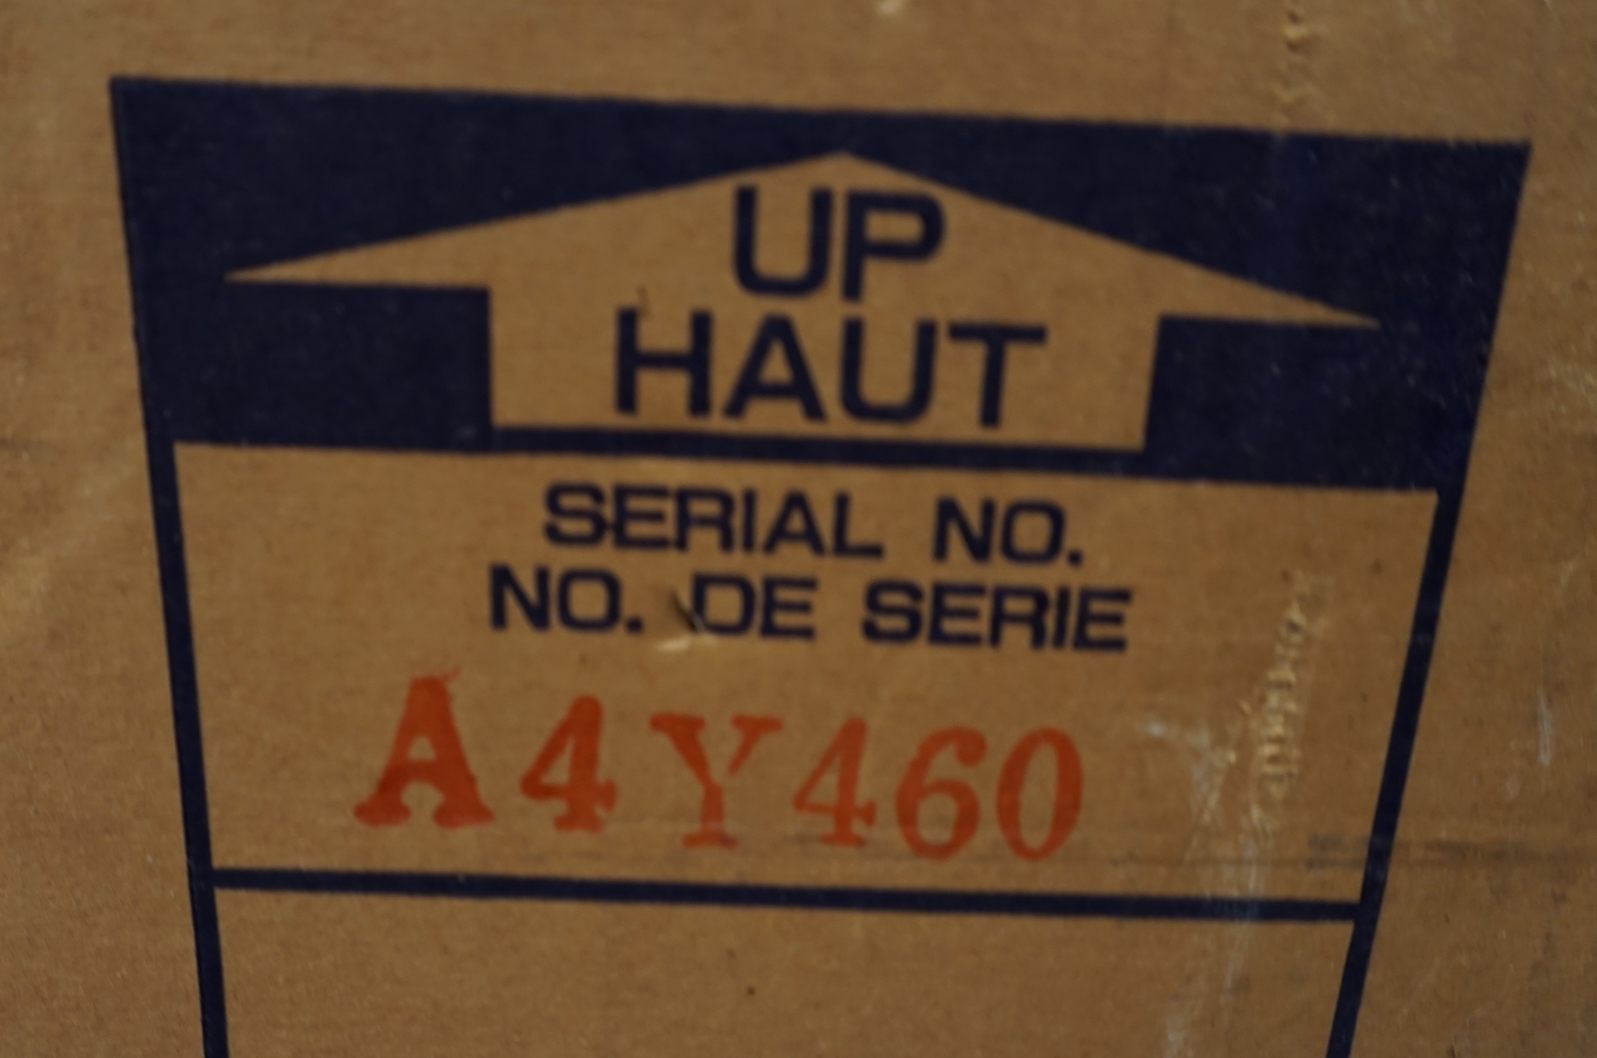 UP
HAUT
SERIAL NO.
NO. DE SERIE
A4Y460